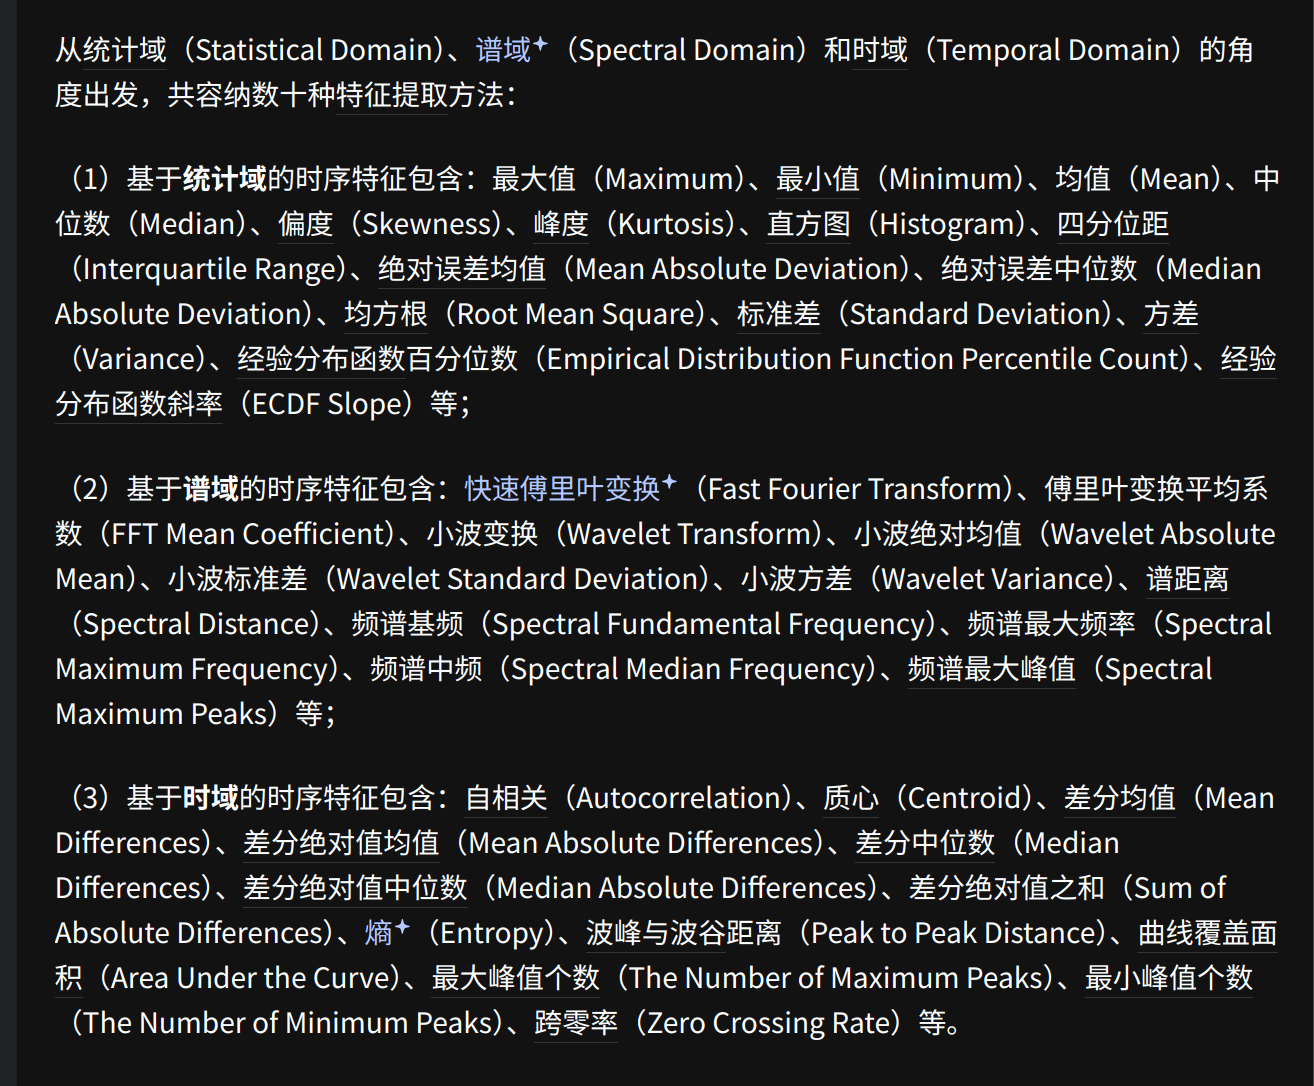 从统计域（Statistical Domain）、谱域（Spectral Domain）和时域（Temporal Domain）的角
度出发，共容纳数十种特征提取方法：
（1）基于统计域的时序特征包含：最大值（Maximum）、最小值（Minimum）、均值（Mean）、中
位数（Median）、偏度（Skewness）、峰度（Kurtosis）、直方图（Histogram）、四分位距
（Interquartile Range）、绝对误差均值（Mean Absolute Deviation）、绝对误差中位数（Median
Absolute Deviation）、均方根（Root Mean Square）、标准差（Standard Deviation）、方差
（Variance）、经验分布函数百分位数（Empirical Distribution Function Percentile Count）、经验
分布函数斜率（ECDF Slope）等；
（2）基于谱域的时序特征包含：快速傅里叶变换（Fast Fourier Transform）、傅里叶变换平均系
数（FFT Mean Coefficient）、小波变换（Wavelet Transform）、小波绝对均值（Wavelet Absolute
Mean）、小波标准差（Wavelet Standard Deviation）、小波方差（Wavelet Variance）、谱距离
（Spectral Distance）、频谱基频（Spectral Fundamental Frequency）、频谱最大频率（Spectral
Maximum Frequency）、频谱中频（Spectral Median Frequency）、频谱最大峰值（Spectral
Maximum Peaks）等；
（3）基于时域的时序特征包含：自相关（Autocorrelation）、质心（Centroid）、差分均值（Mean
Differences）、差分绝对值均值（Mean Absolute Differences）、差分中位数（Median
Differences）、差分绝对值中位数（Median Absolute Differences）、差分绝对值之和（Sum of
Absolute Differences）、熵（Entropy）、波峰与波谷距离（Peak to Peak Distance）、曲线覆盖面
积（Area Under the Curve）、最大峰值个数（The Number of Maximum Peaks）、最小峰值个数
（The Number of Minimum Peaks）、跨零率（Zero Crossing Rate）等。